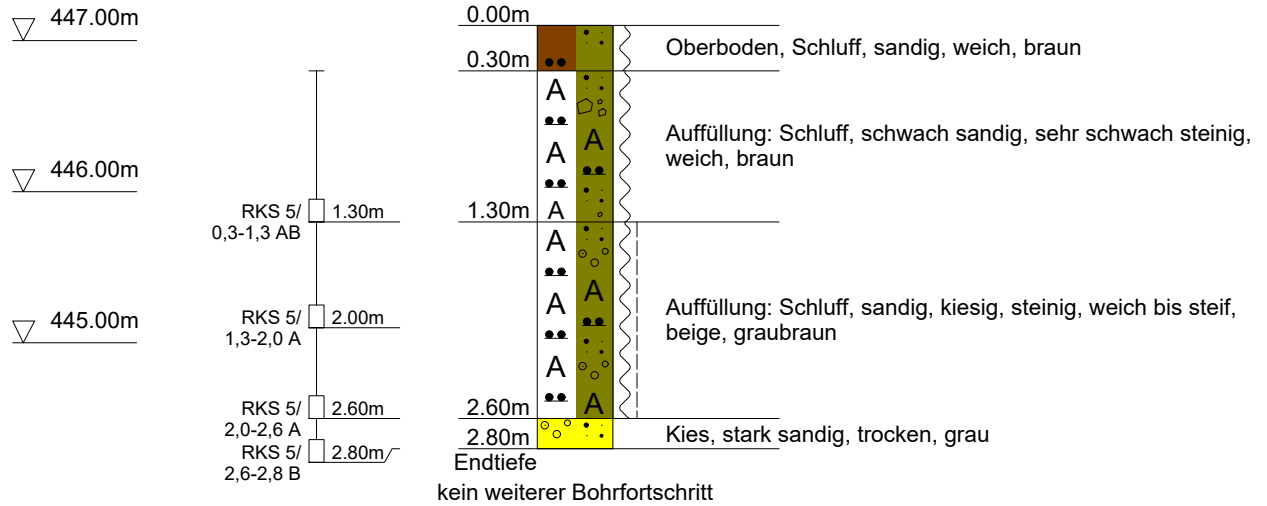 447.00m
446.00m
445.00m
RKS 5/ 1.30m
0,3-1,3 AB
RKS 5/ 2.00m
1,3-2,0 A
RKS 5/ 2.60m
2,0-2,6 A
RKS 5/ 2.80m
2,6-2,8 B
0.00m
0.30m
1.30m
2.60m
2.80m
Endtiefe
kein weiterer Bohrfortschritt
A
A
A
A
A
A
A
A
A
Oberboden, Schluff, sandig, weich, braun
Auffüllung: Schluff, schwach sandig, sehr schwach steinig,
weich, braun
Auffüllung: Schluff, sandig, kiesig, steinig, weich bis steif,
beige, graubraun
Kies, stark sandig, trocken, grau